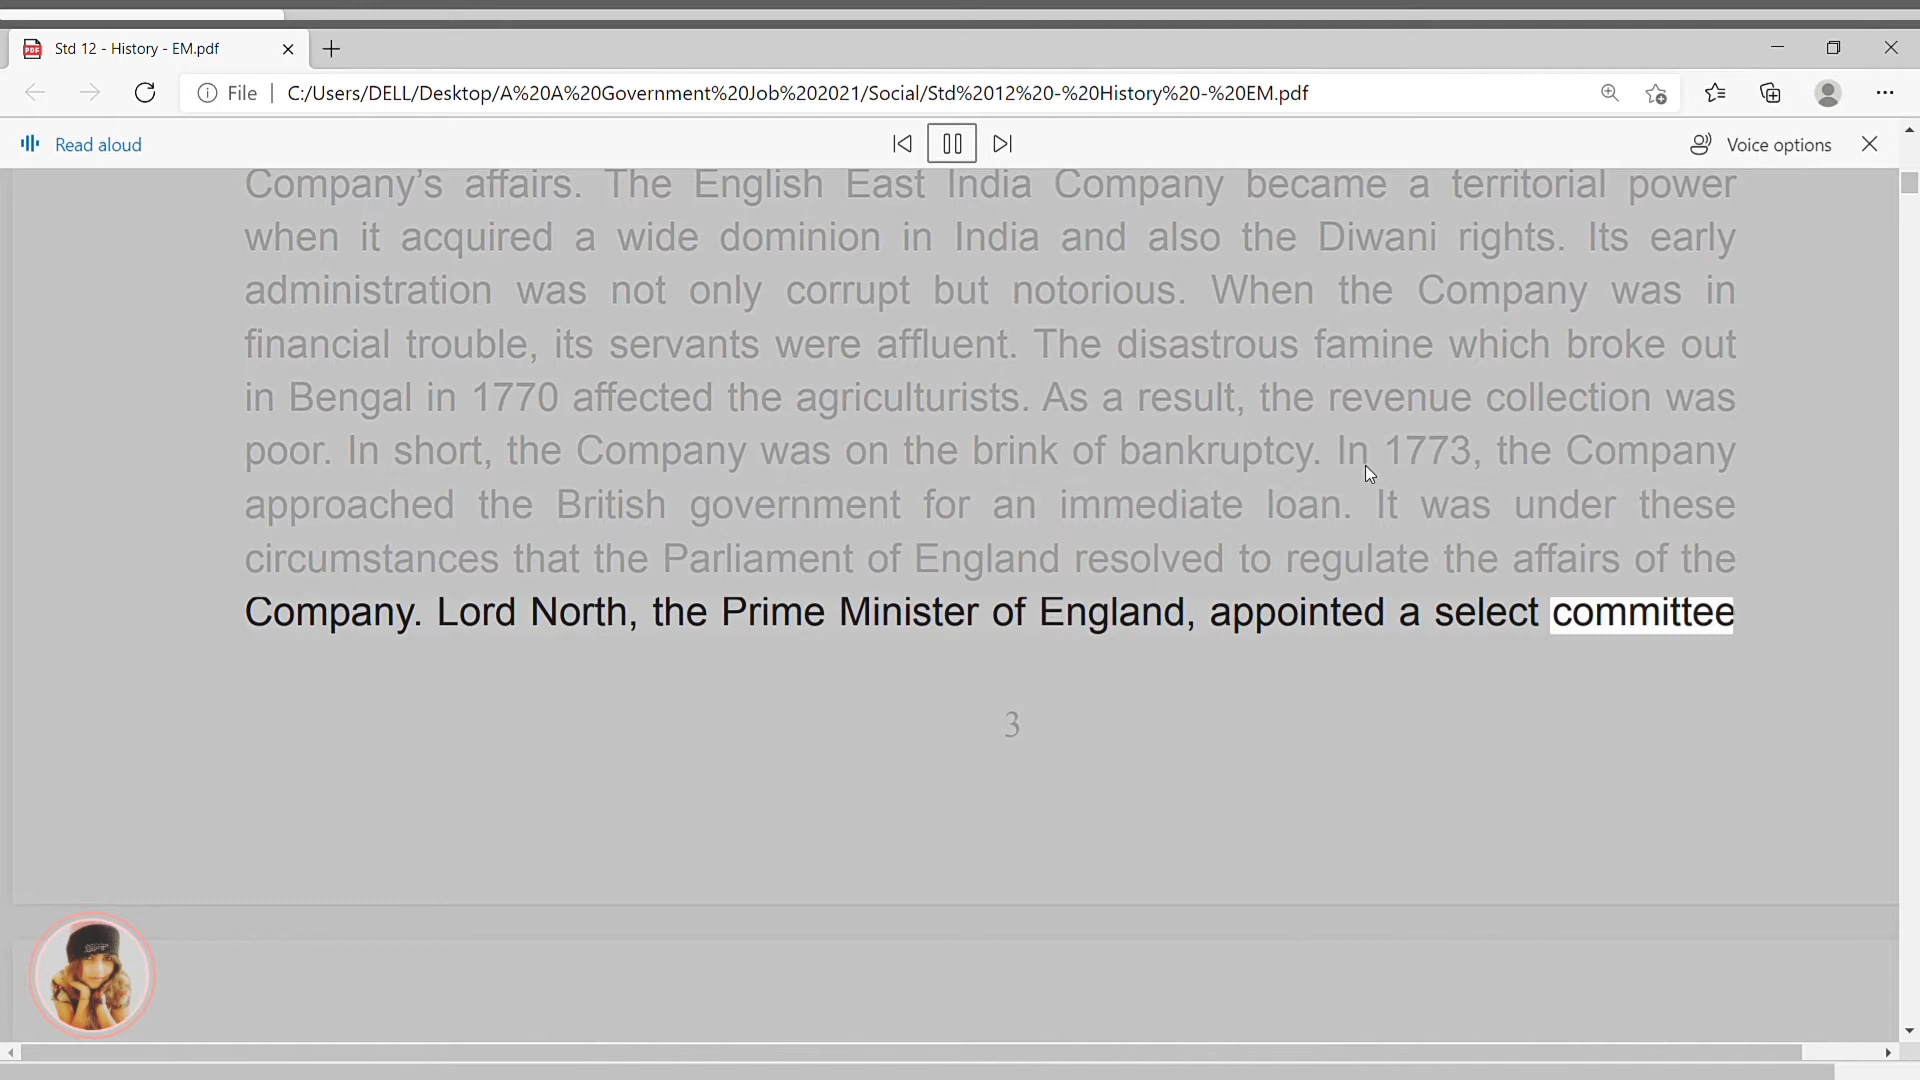 Std 12 - History - EM.pdf
File
C:/Users/DELL/Desktop/A%20A%20Government%20Job%202021/Social/Std%2012%20-%20History%20-%20EM.pdf
Read aloud
Voice options
Company's affairs. The English East India Company became a territorial power
when it acquired a wide dominion in India and also the Diwani rights. Its early
administration was not only corrupt but notorious. When the Company was in
financial trouble, its servants were affluent. The disastrous famine which broke out
in Bengal in 1770 affected the agriculturists. As a result, the revenue collection was
poor. In short, the Company was on the brink of bankruptcy. In 1773, the Company
approached the British government for an immediate loan. It was under these
circumstances that the Parliament of England resolved to regulate the affairs of the
Company. Lord North, the Prime Minister of England, appointed a select committee
3